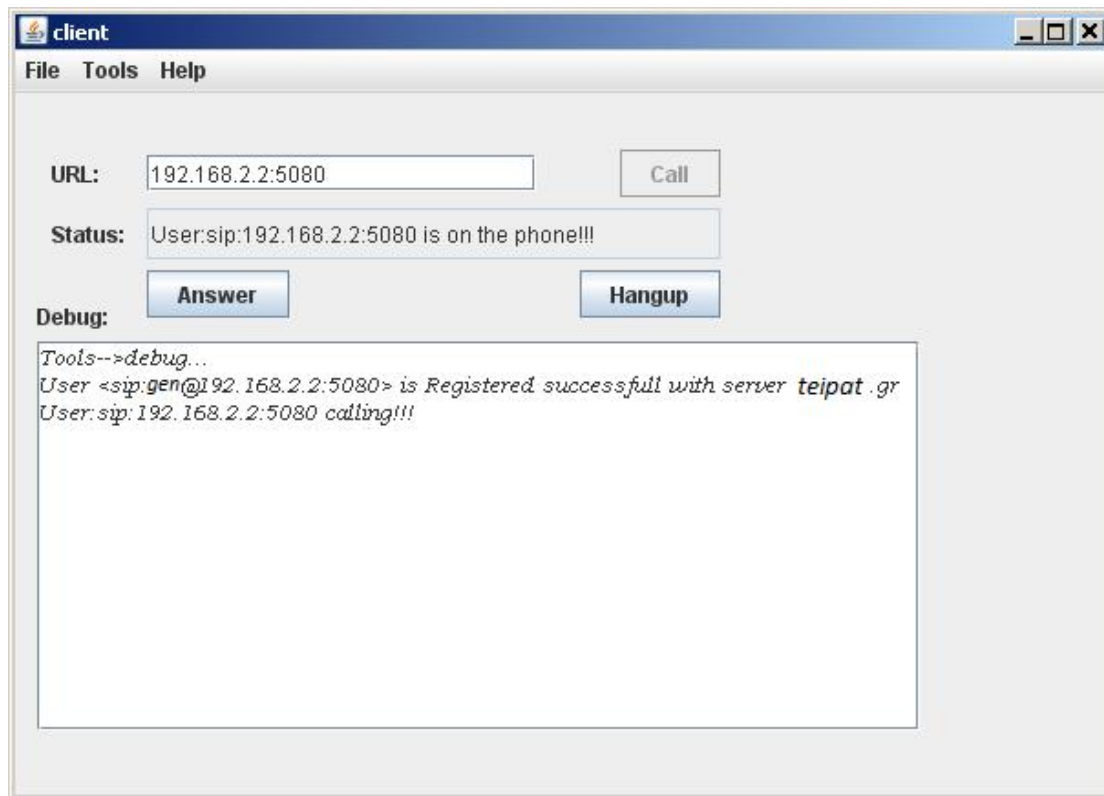 client
File Tools Help
URL: 192.168.2.2:5080 Call
Status: User:sip:192.168.2.2:5080 is on the phone!!!
Answer Hangup
Debug:
Tools-->debug...
User <sip:gen@192.168.2.2:5080> is Registered successfull with server teipat .gr
User:sip:192.168.2.2:5080 calling!!!